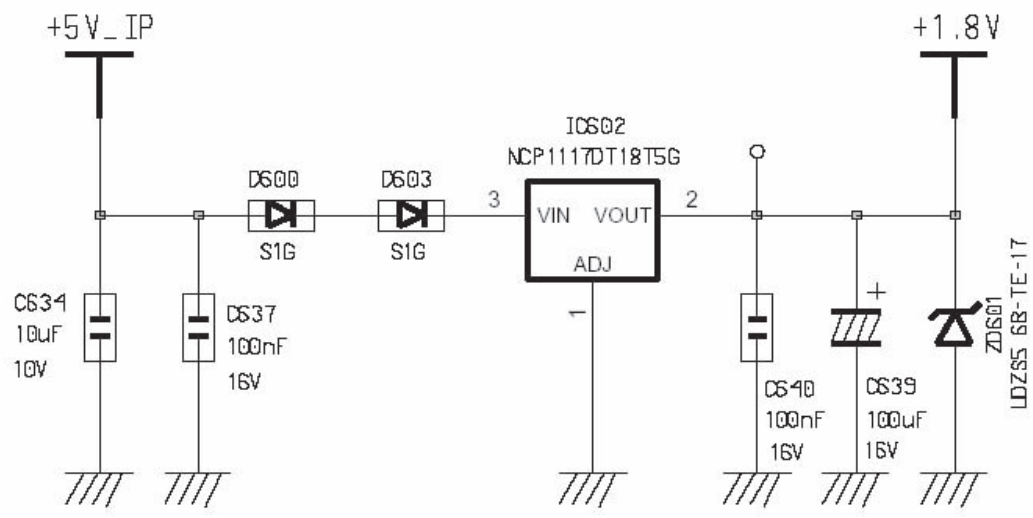 +5V_IP
+1.8V
IC602
NCP1117DT18T5G
D600
D603
3
VIN
VOUT
2
S1G
S1G
ADJ
1
C634
10uF
10V
C637
100nF
16V
+
C640
100nF
16V
C639
100uF
16V
ZD601
UDZS5 6B-TE-17